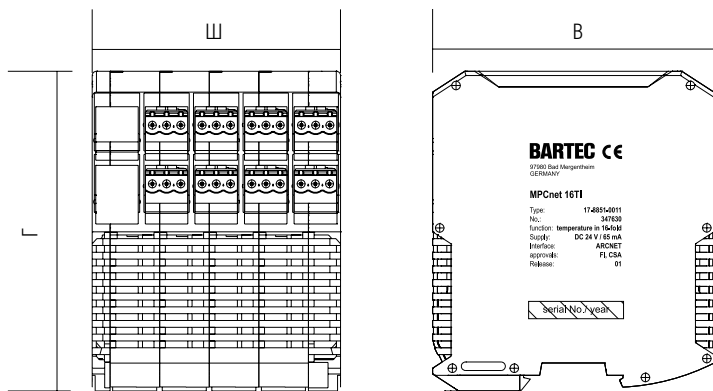 Ш
В
Г
BARTEC CE
97980 Bad Mergentheim
GERMANY
MPCnet 16TI
Type: 17-8851-0011
No.: 347630
function: temperature in 16-fold
Supply: DC 24 V / 65 mA
Interface: ARCNET
approvals: FI, CSA
Release: 01
serial No./ year